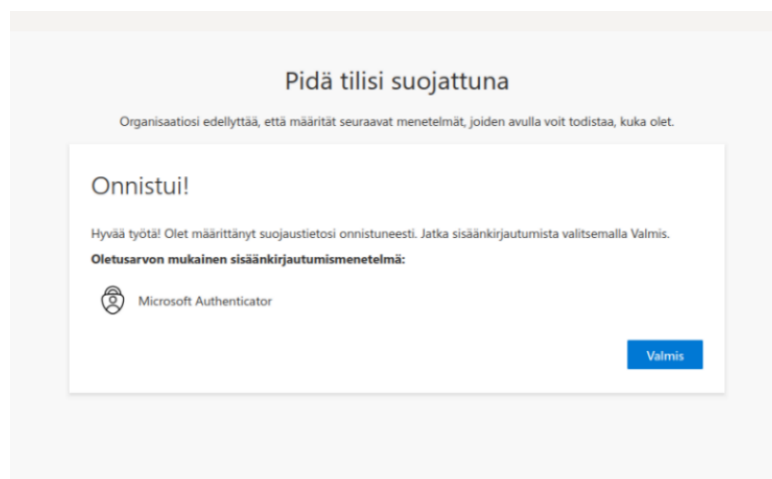 Pidä tilisi suojattuna
Organisaatiosi edellyttää, että määrität seuraavat menetelmät, joiden avulla voit todistaa, kuka olet.
Onnistui!
Hyvää työtä! Olet määrittänyt suojaustietosi onnistuneesti. Jatka sisäänkirjautumista valitsemalla Valmis.
Oletusarvon mukainen sisäänkirjautumismenetelmä:
Microsoft Authenticator
Valmis